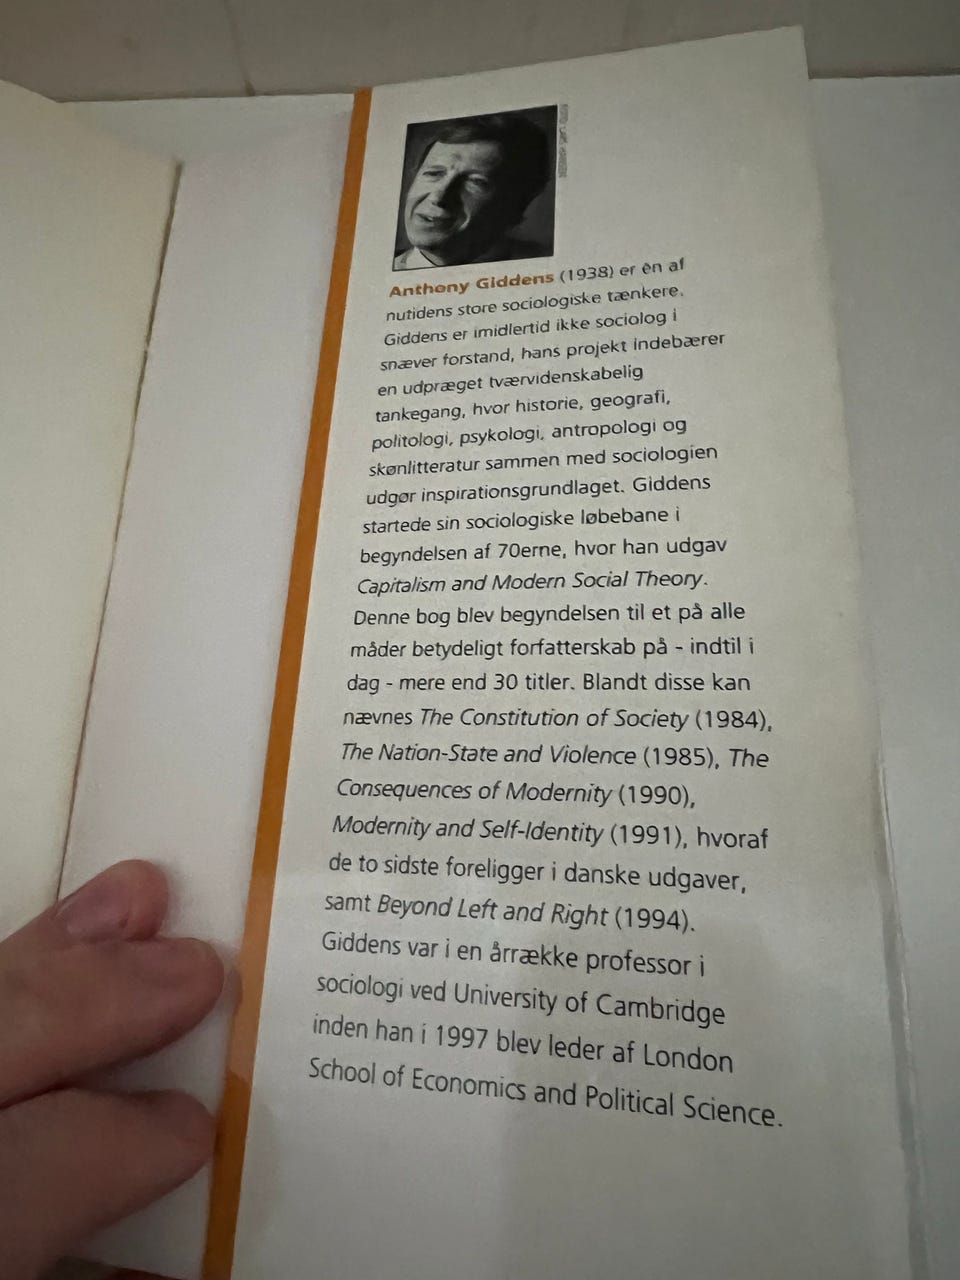 Anthony Giddens (1938) er èn af
nutidens store sociologiske tænkere.
Giddens er imidlertid ikke sociolog i
snæver forstand, hans projekt indebærer
en udpræget tværvidenskabelig
tankegang, hvor historie, geografi,
politologi, psykologi, antropologi og
skønlitteratur sammen med sociologien
udgør inspirationsgrundlaget. Giddens
startede sin sociologiske løbebane i
begyndelsen af 70erne, hvor han udgav
Capitalism and Modern Social Theory.
Denne bog blev begyndelsen til et på alle
måder betydeligt forfatterskab på - indtil i
dag - mere end 30 titler. Blandt disse kan
nævnes The Constitution of Society (1984),
The Nation-State and Violence (1985), The
Consequences of Modernity (1990),
Modernity and Self-Identity (1991), hvoraf
de to sidste foreligger i danske udgaver,
samt Beyond Left and Right (1994).
Giddens var i en årrække professor i
sociologi ved University of Cambridge
inden han i 1997 blev leder af London
School of Economics and Political Science.